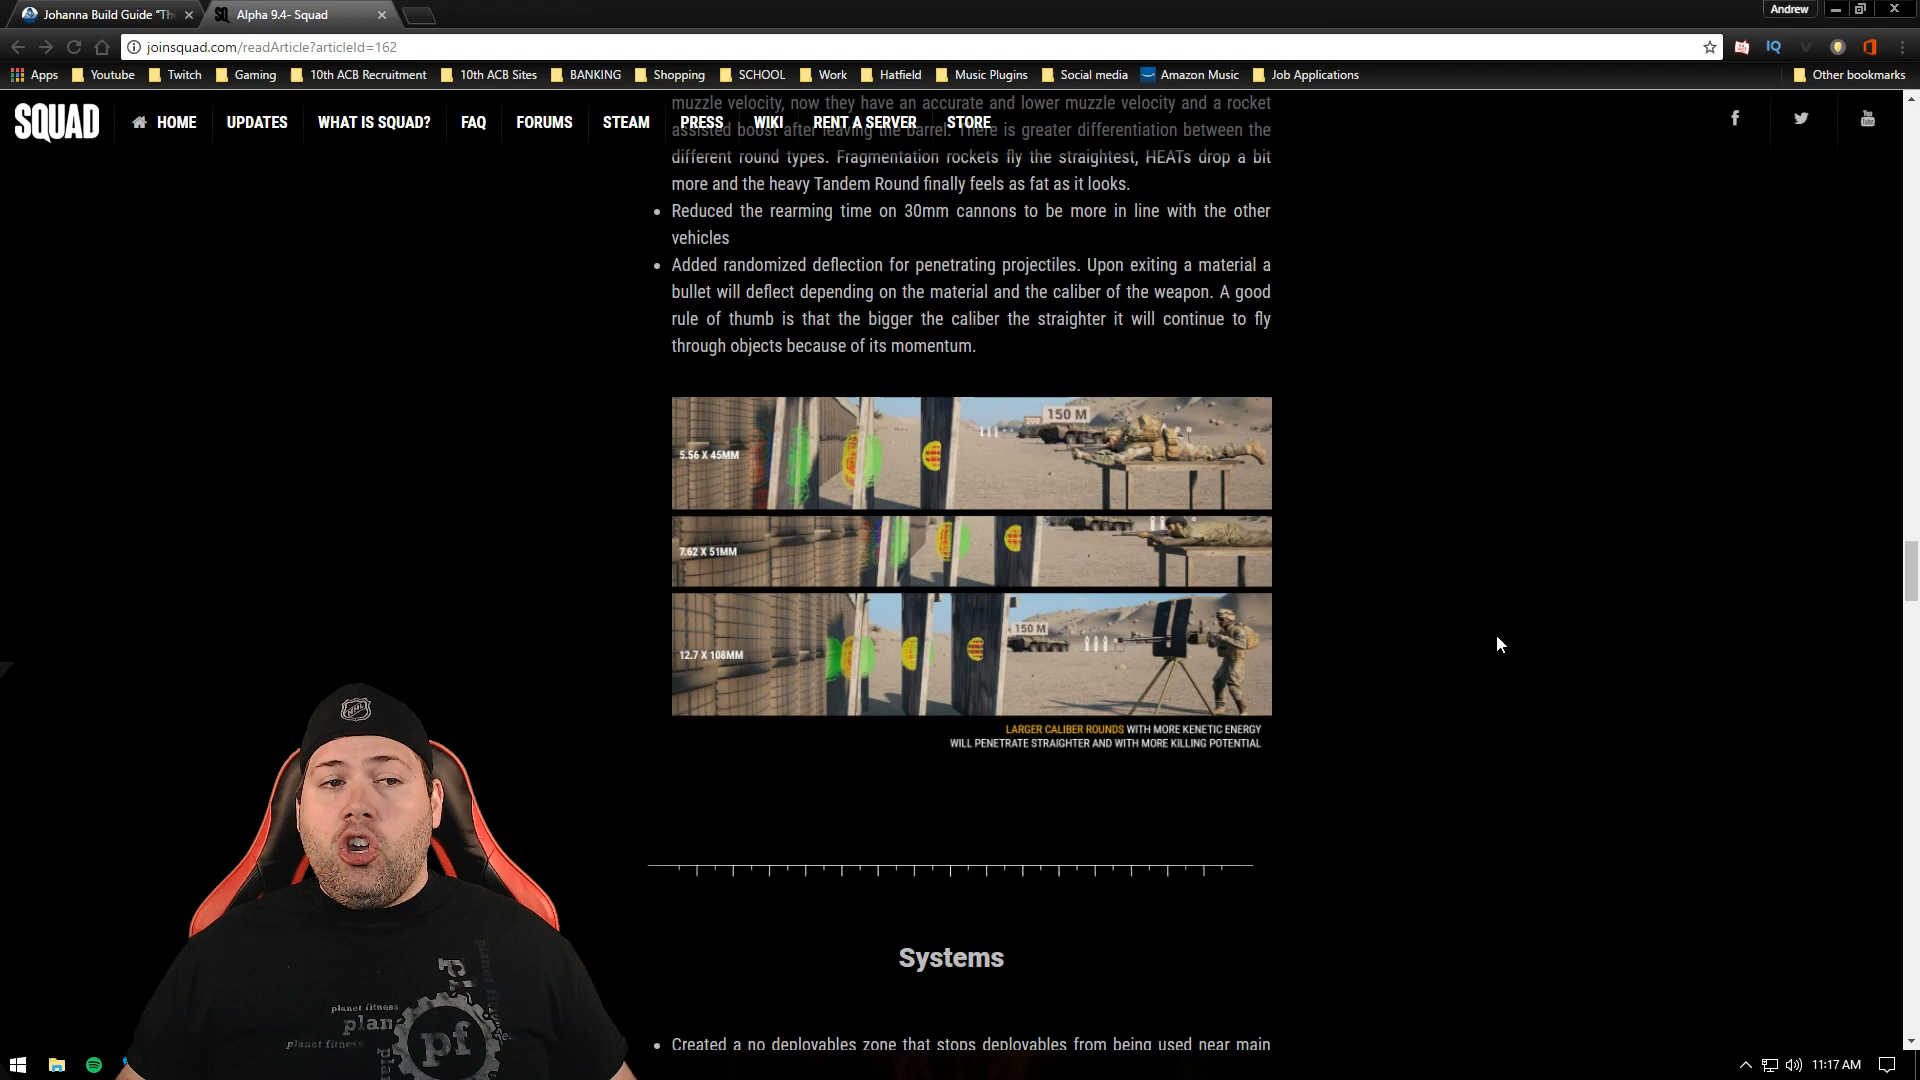 Johanna Build Guide “The
Alpha 9.4- Squad
Andrew
joinsquad.com/readArticle?articleId=162
IQ
Apps
Youtube
Twitch
Gaming
10th ACB Recruitment
10th ACB Sites
BANKING
Shopping
SCHOOL
Work
Hatfield
Music Plugins
Social media
Amazon Music
Job Applications
Other bookmarks
SQUAD
HOME
UPDATES
WHAT IS SQUAD?
FAQ
FORUMS
STEAM
PRESS
WIKI
RENT A SERVER
STORE
muzzle velocity, now they have an accurate and lower muzzle velocity and a rocket
assisted boost after leaving the barrel. There is greater differentiation between the
different round types. Fragmentation rockets fly the straightest, HEATs drop a bit
more and the heavy Tandem Round finally feels as fat as it looks.
Reduced the rearming time on 30mm cannons to be more in line with the other
vehicles
Added randomized deflection for penetrating projectiles. Upon exiting a material a
bullet will deflect depending on the material and the caliber of the weapon. A good
rule of thumb is that the bigger the caliber the straighter it will continue to fly
through objects because of its momentum.
150 M
5.56 X 45MM
7.62 X 51MM
150 M
12.7 X 108MM
LARGER CALIBER ROUNDS WITH MORE KENETIC ENERGY
WILL PENETRATE STRAIGHTER AND WITH MORE KILLING POTENTIAL
Systems
Created a no deployables zone that stops deployables from being used near main
planet fitness
plan
planet fitness
pf
11:17 AM